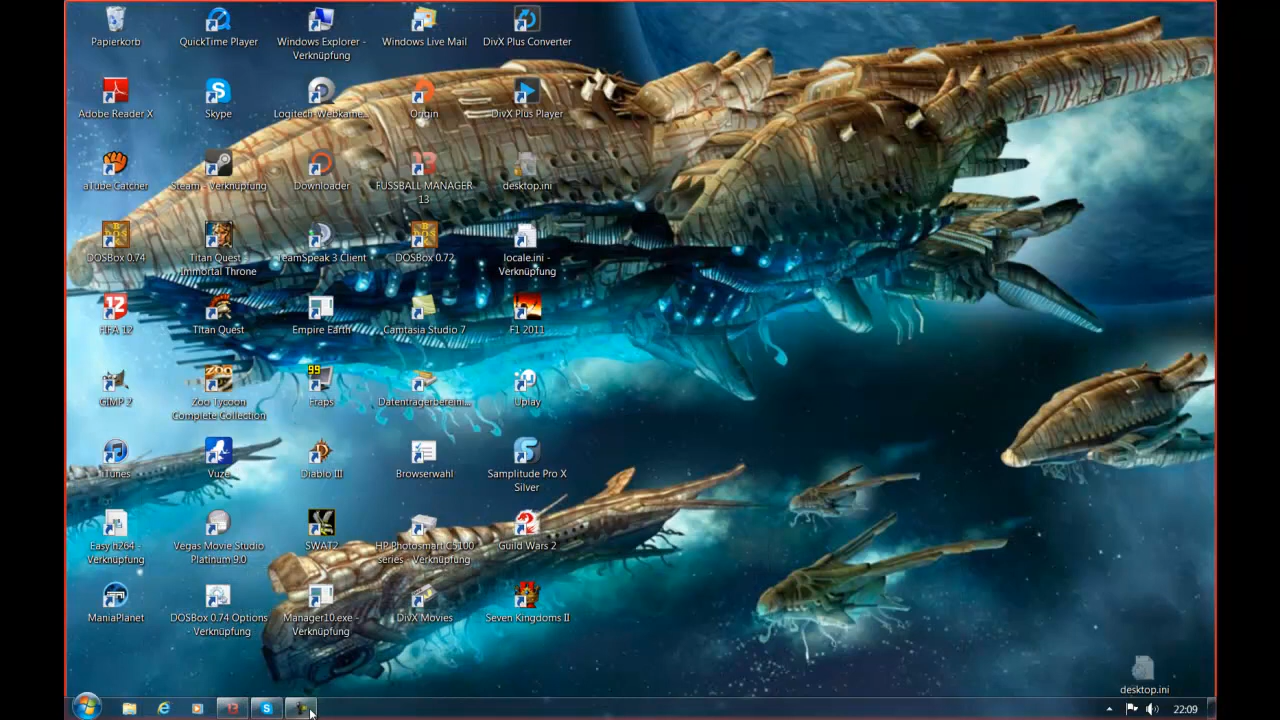 Papierkorb
QuickTime Player
Windows Explorer -
Verknüpfung
Windows Live Mail
DivX Plus Converter
Adobe Reader X
Skype
Logitech Webkame...
Origin
DivX Plus Player
aTube Catcher
Steam - Verknüpfung
Downloader
FUSSBALL MANAGER
13
desktop.ini
DOSBox 0.74
Titan Quest -
Immortal Throne
TeamSpeak 3 Client
DOSBox 0.72
locale.ini -
Verknüpfung
12
FIFA 12
Titan Quest
Empire Earth
Camtasia Studio 7
F1 2011
GIMP 2
ZOO
Zoo Tycoon
Complete Collection
99
Fraps
Datenträgerberein...
Uplay
iTunes
Vuze
Diablo III
Browserwahl
Samplitude Pro X
Silver
Easy h264 -
Verknüpfung
Vegas Movie Studio
Platinum 9.0
SWAT2
HP Photosmart C5100
series - Verknüpfung
Guild Wars 2
ManiaPlanet
DOSBox 0.74 Options
- Verknüpfung
Manager10.exe -
Verknüpfung
DivX Movies
Seven Kingdoms II
desktop.ini
22:09